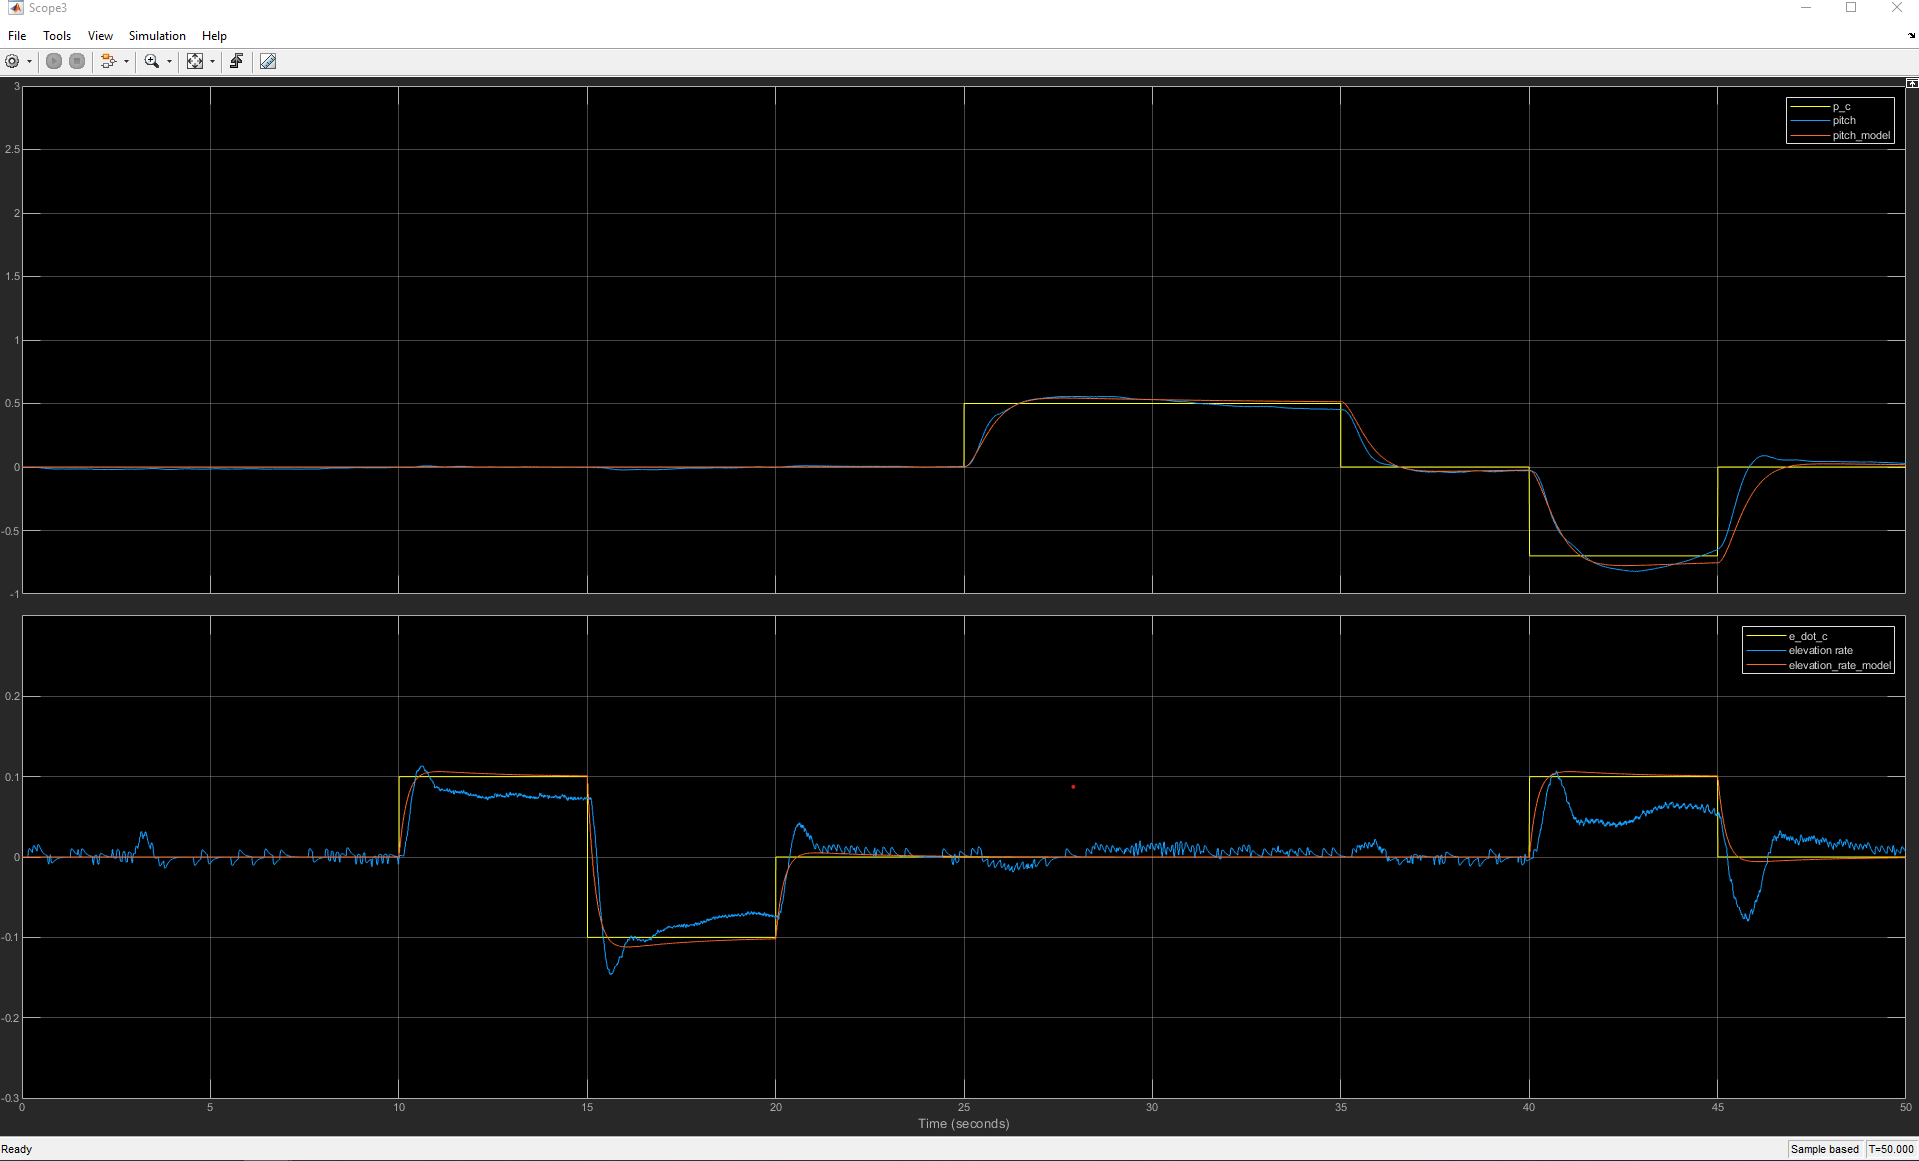 Scope3
File Tools View Simulation Help
3
2.5
2
1.5
1
0.5
0
-0.5
-1
p_c
pitch
pitch_model
0.2
0.1
0
-0.1
-0.2
-0.3
e_dot_c
elevation rate
elevation_rate_model
0 5 10 15 20 25 30 35 40 45 50
Time (seconds)
Ready
Sample based T=50.000